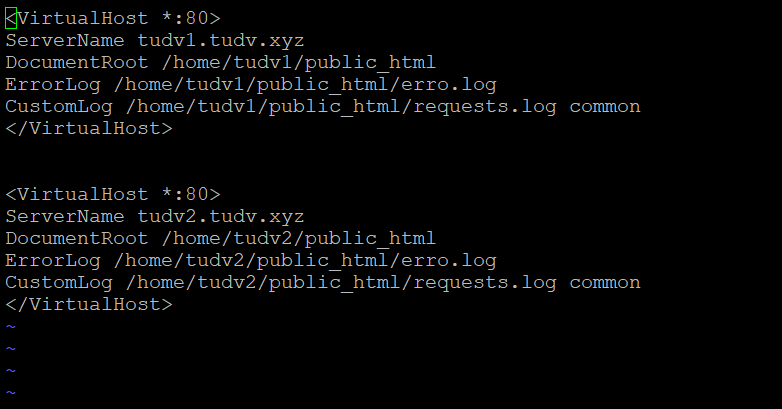 <VirtualHost *:80>
ServerName tudv1.tudv.xyz
DocumentRoot /home/tudv1/public_html
ErrorLog /home/tudv1/public_html/erro.log
CustomLog /home/tudv1/public_html/requests.log common
</VirtualHost>
<VirtualHost *:80>
ServerName tudv2.tudv.xyz
DocumentRoot /home/tudv2/public_html
ErrorLog /home/tudv2/public_html/erro.log
CustomLog /home/tudv2/public_html/requests.log common
</VirtualHost>
~
~
~
~